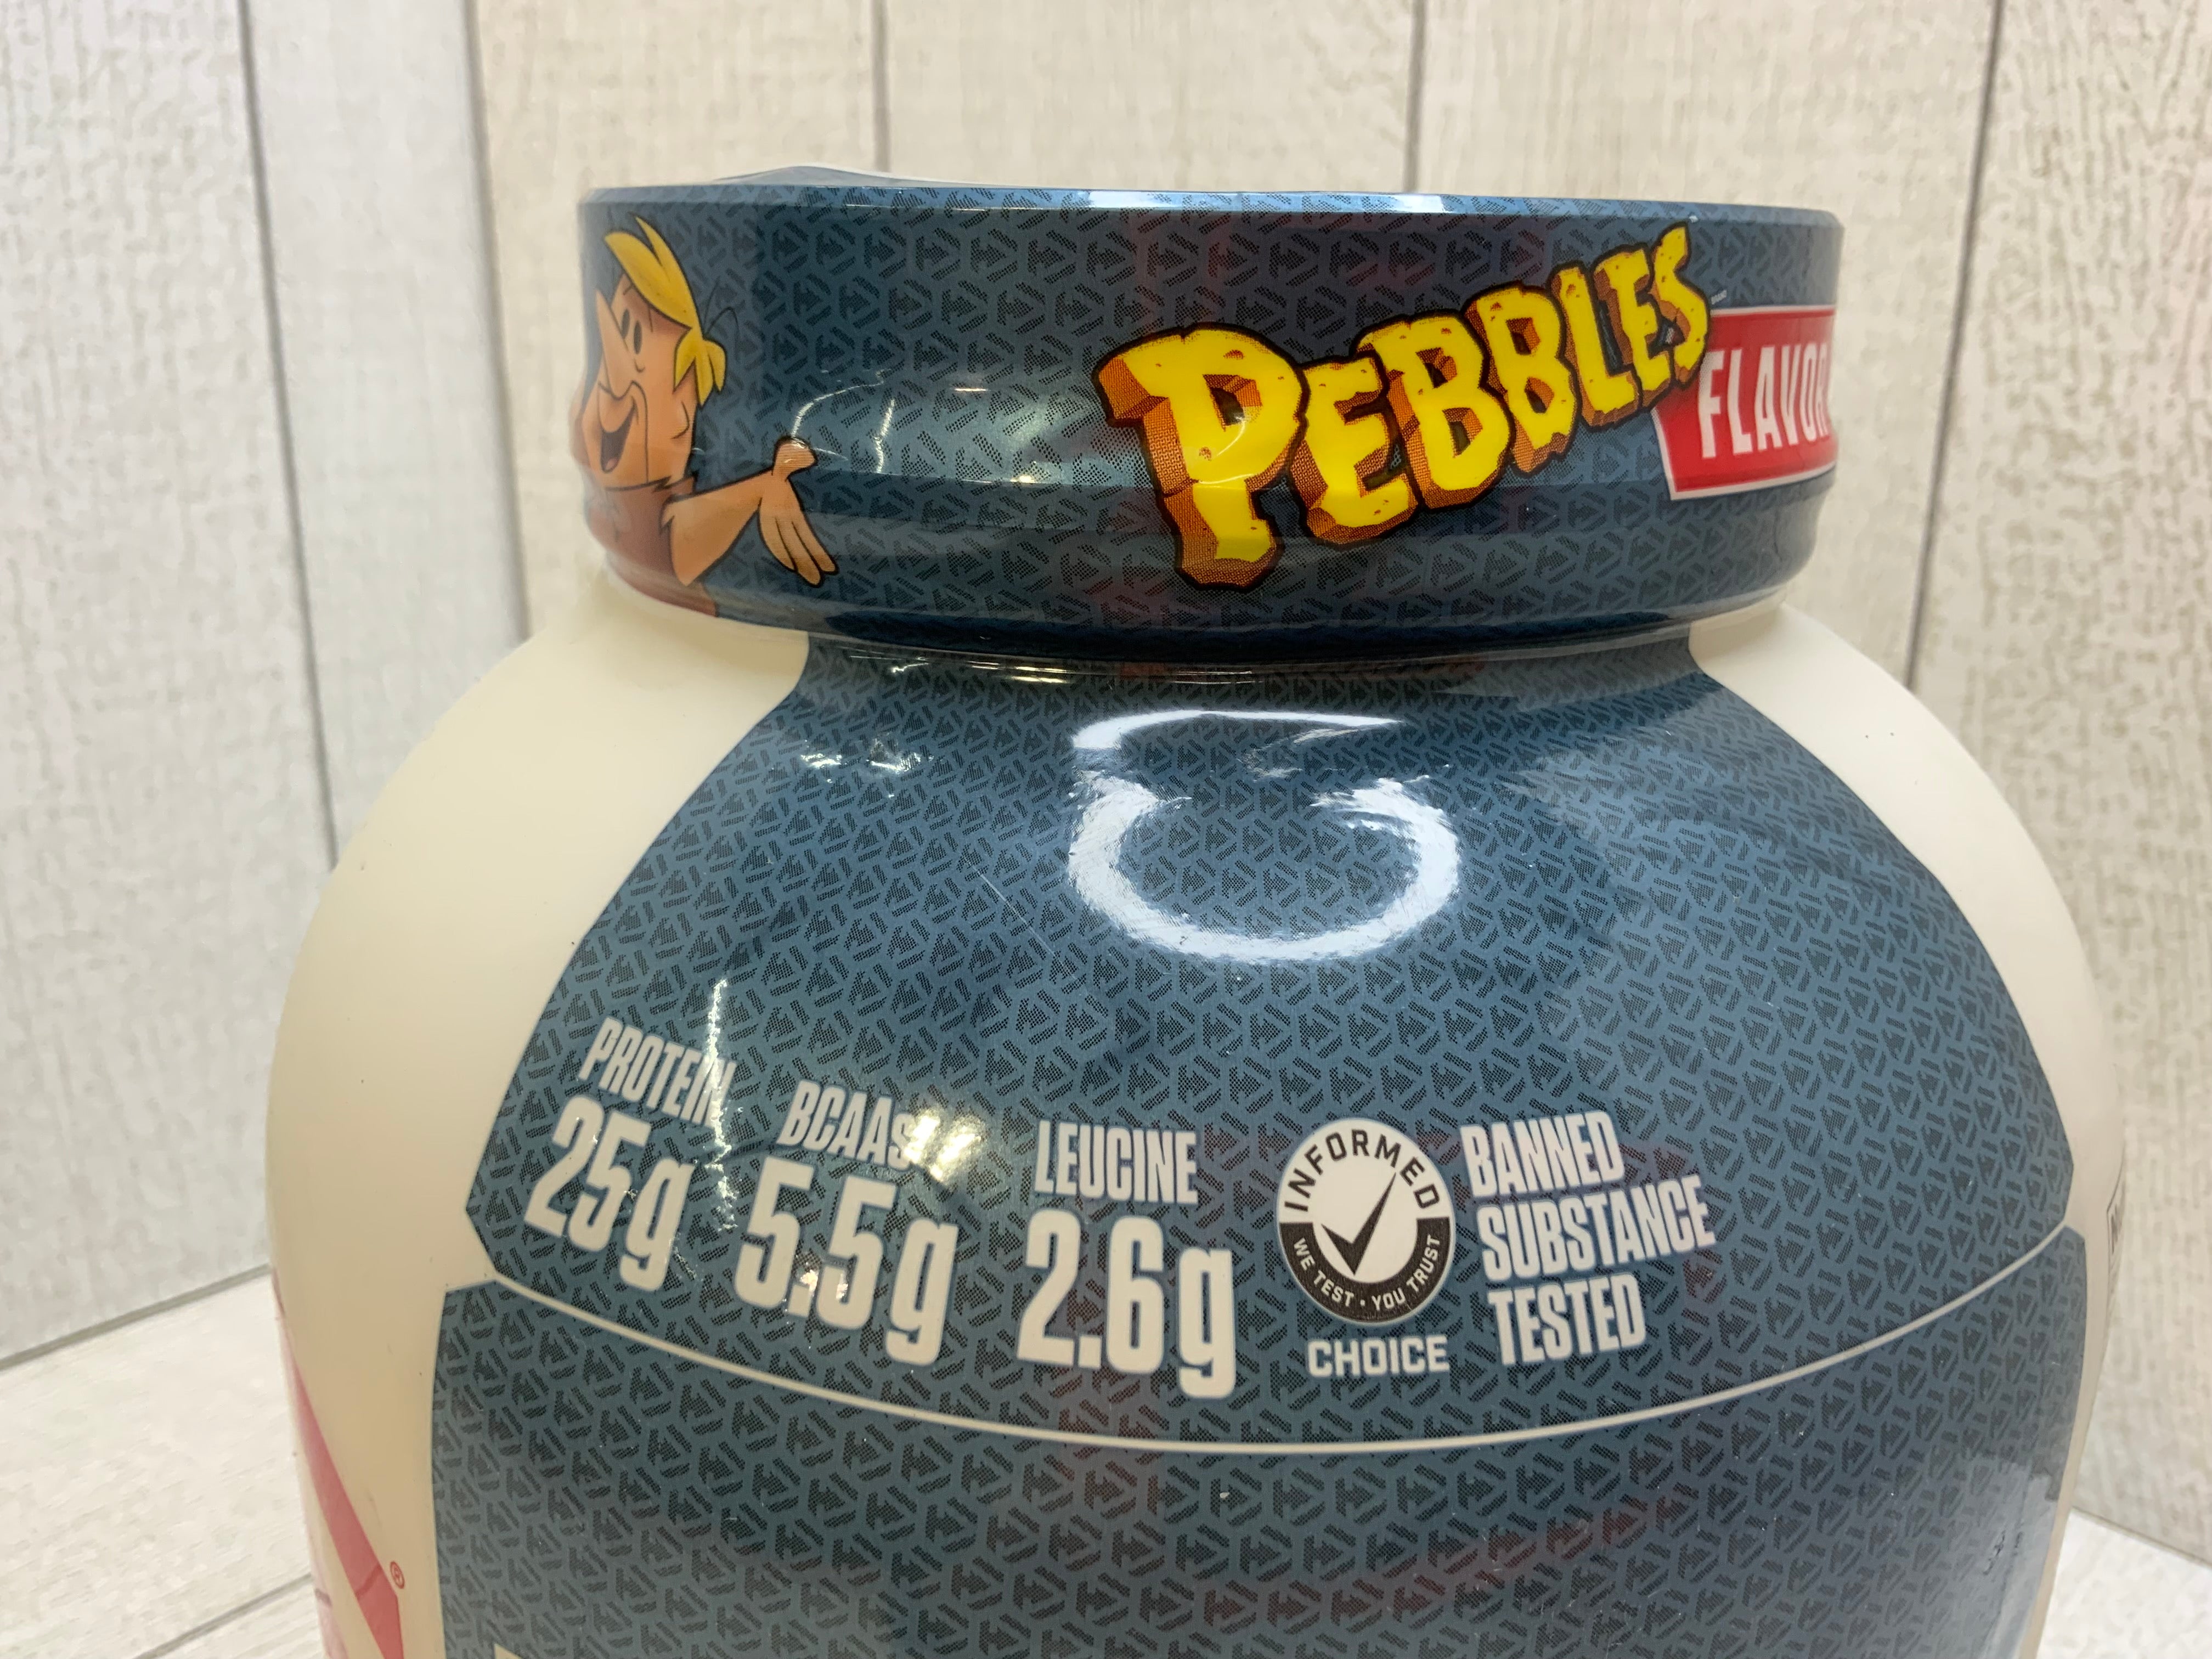 PEBBLES
FLAVOR
PROTEIN
25g
BCAAs
5.5g
LEUCINE
2.6g
INFORMED
WE TEST • YOU TRUST
CHOICE
BANNED
SUBSTANCE
TESTED
®